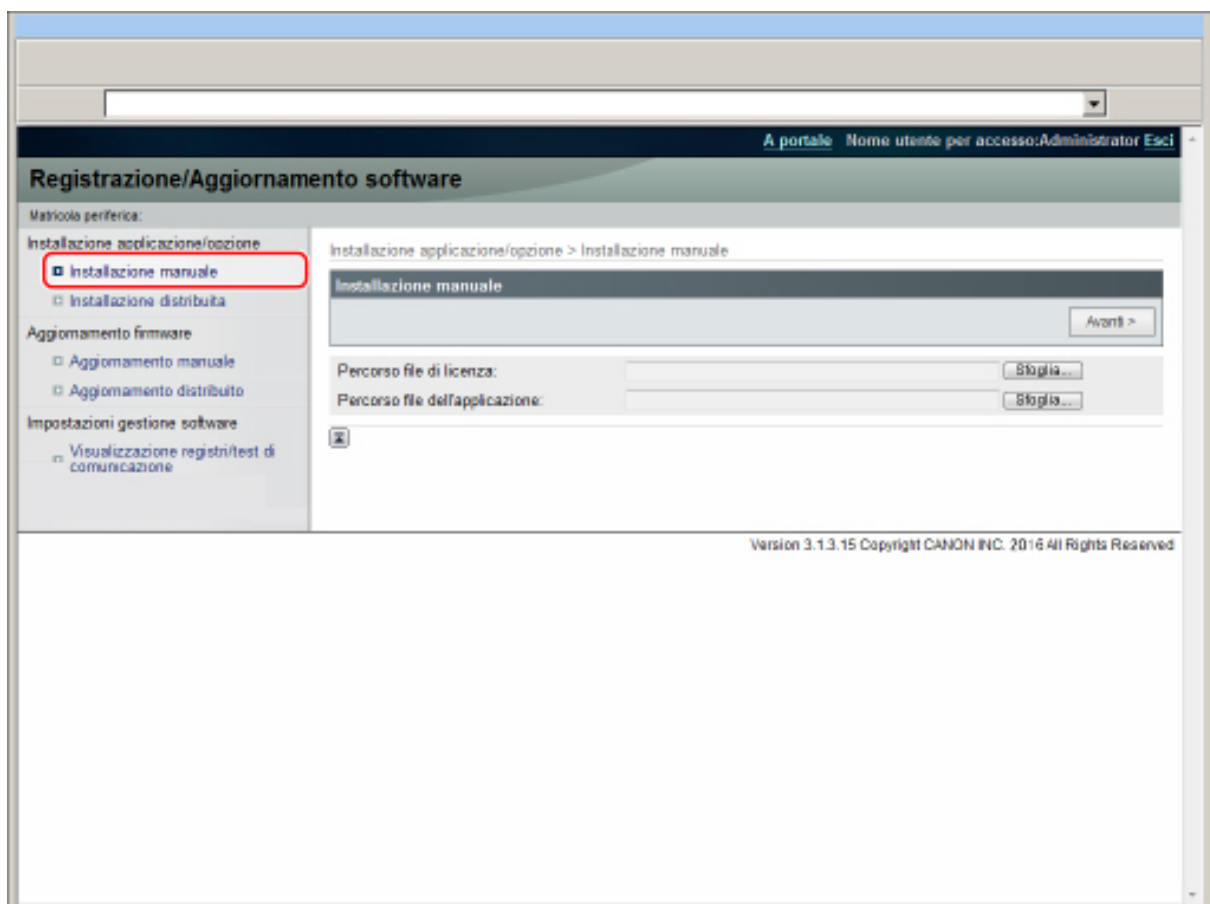 A portale Nome utente per accesso:Administrator Esci
Registrazione/Aggiornamento software
Matricola periferica:
Installazione applicazione/opzione
Installazione manuale
Installazione distribuita
Aggiornamento firmware
Aggiornamento manuale
Aggiornamento distribuito
Impostazioni gestione software
Visualizzazione registri/test di
comunicazione
Installazione applicazione/opzione > Installazione manuale
Installazione manuale
Avanti >
Percorso file di licenza: Sfoglia...
Percorso file dell'applicazione: Sfoglia...
Version 3.1.3.15 Copyright CANON INC. 2016 All Rights Reserved